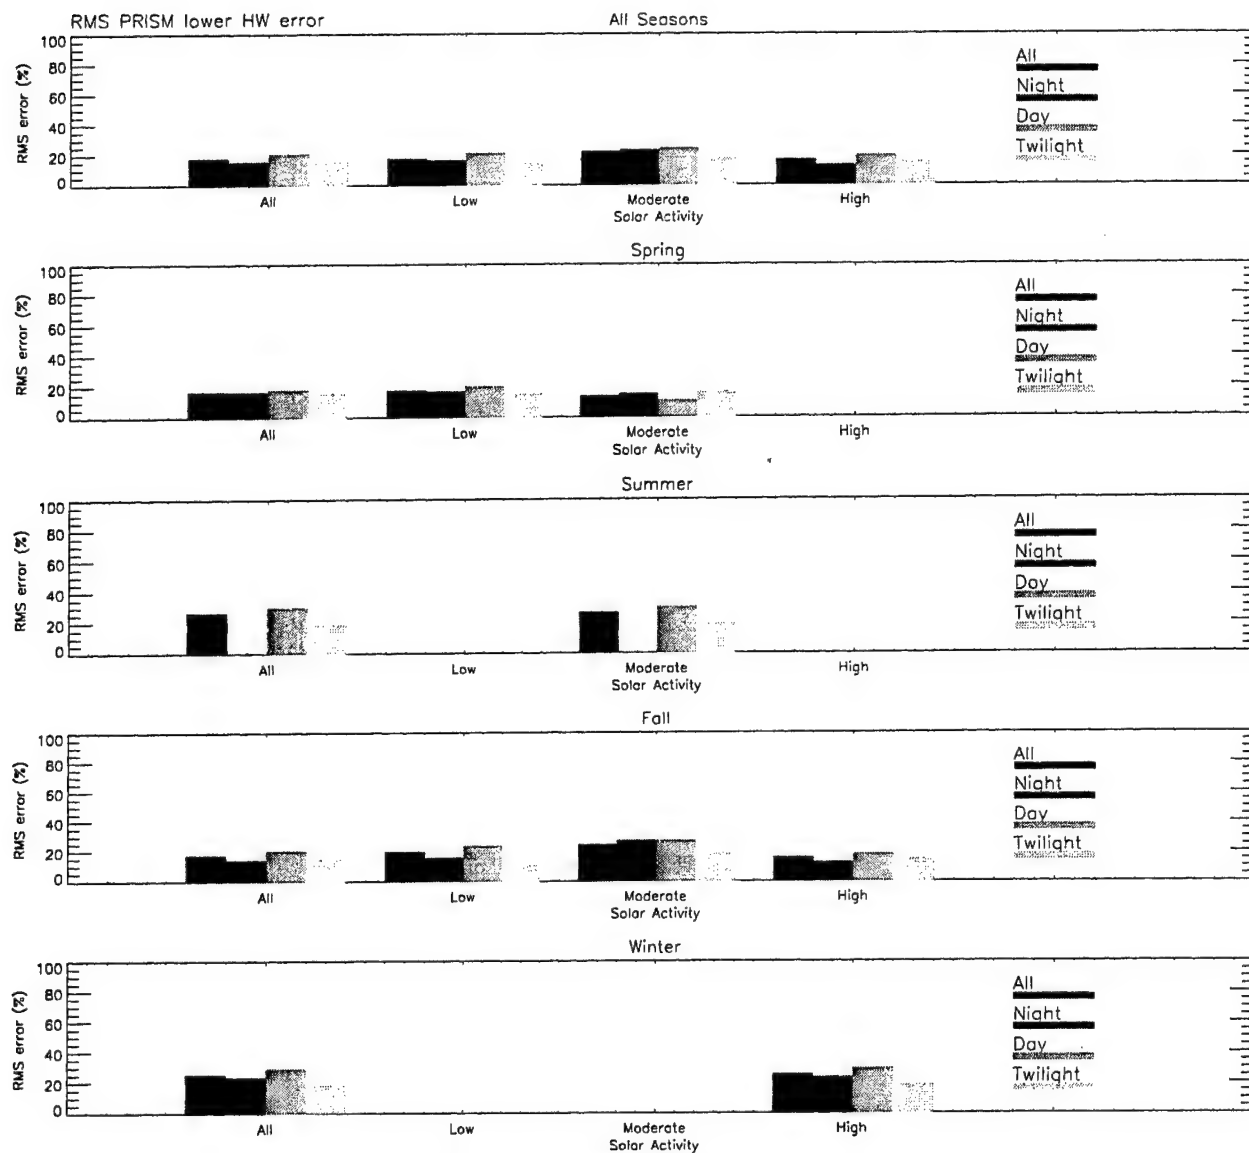 RMS PRISM lower HW error
All Seasons
100
80
60
40
20
0
RMS error (%)
All
Night
Day
Twilight
All
Low
Moderate
High
Solar Activity
Spring
100
80
60
40
20
0
RMS error (%)
All
Night
Day
Twilight
All
Low
Moderate
High
Solar Activity
Summer
100
80
60
40
20
0
RMS error (%)
All
Night
Day
Twilight
All
Low
Moderate
High
Solar Activity
Fall
100
80
60
40
20
0
RMS error (%)
All
Night
Day
Twilight
All
Low
Moderate
High
Solar Activity
Winter
100
80
60
40
20
0
RMS error (%)
All
Night
Day
Twilight
All
Low
Moderate
High
Solar Activity